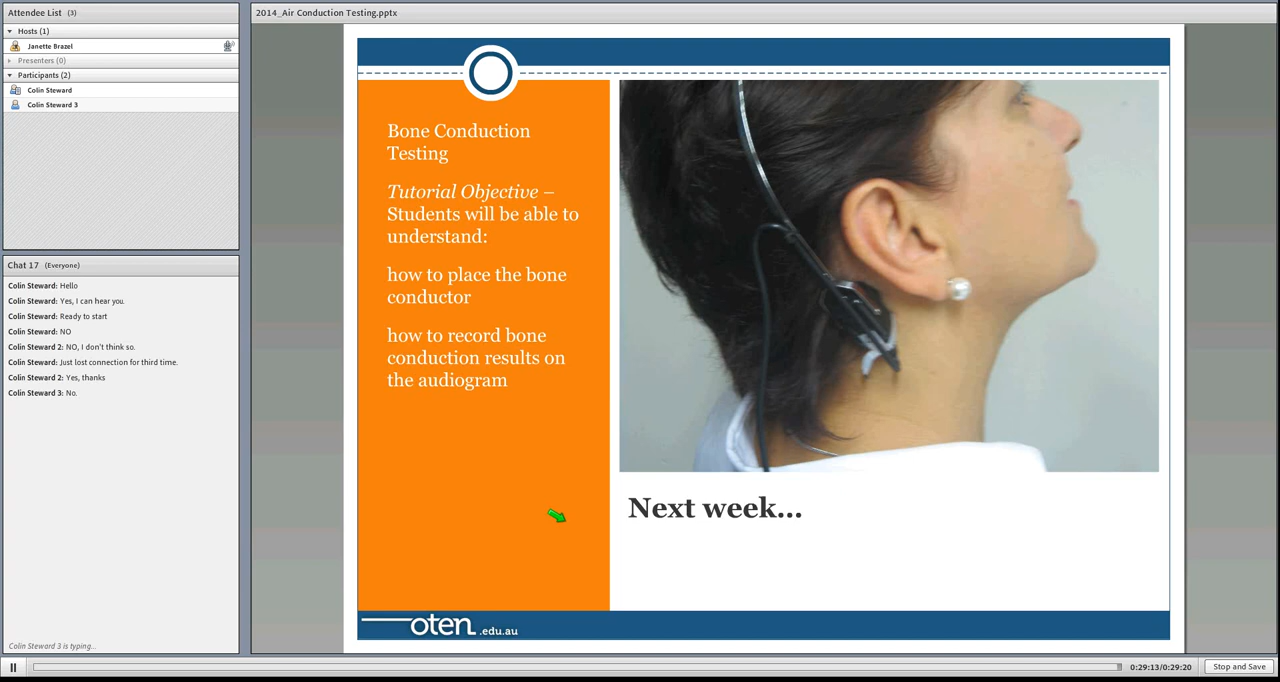 Attendee List (3)
Hosts (1)
Janette Brazel
Presenters (0)
Participants (2)
Colin Steward
Colin Steward 3
Chat 17 (Everyone)
Colin Steward: Hello
Colin Steward: Yes, I can hear you.
Colin Steward: Ready to start
Colin Steward: NO
Colin Steward 2: NO, I don't think so.
Colin Steward: Just lost connection for third time.
Colin Steward 2: Yes, thanks
Colin Steward 3: No.
Colin Steward 3 is typing...
2014_Air Conduction Testing.pptx
Bone Conduction
Testing
Tutorial Objective –
Students will be able to
understand:
how to place the bone
conductor
how to record bone
conduction results on
the audiogram
Next week...
oten.edu.au
0:29:13/0:29:20
Stop and Save